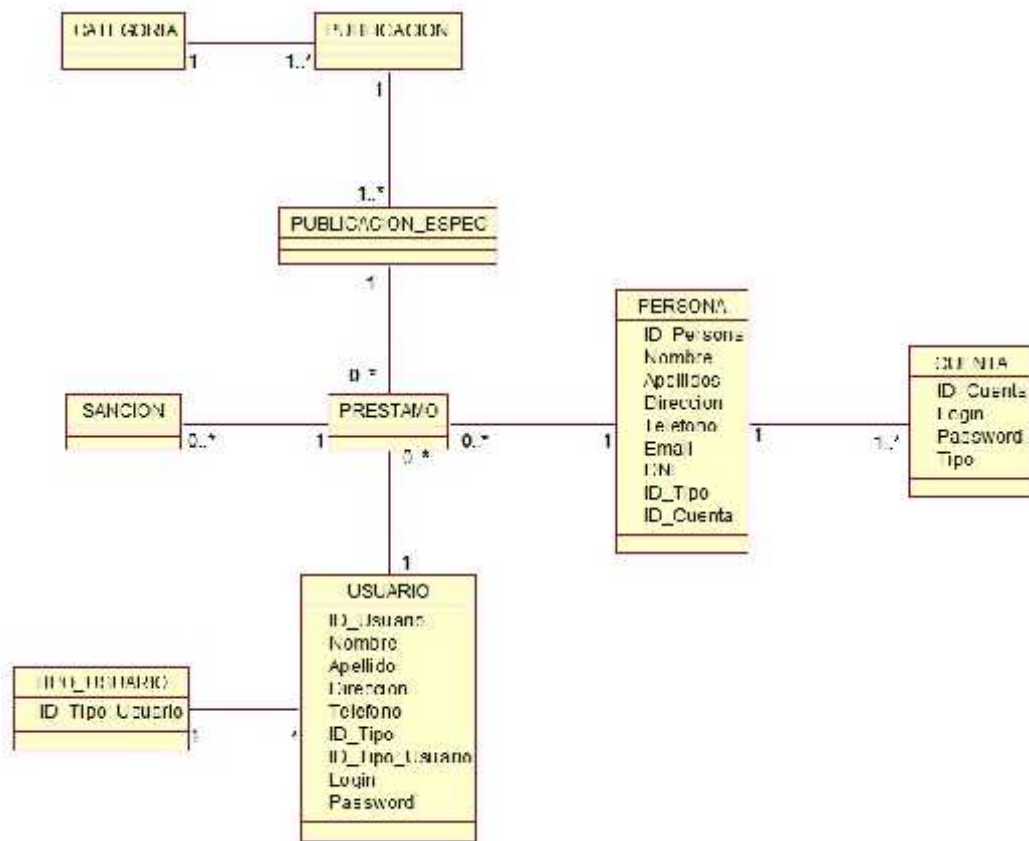 CATEGORIA
PUBLICACION
1
1..*
1
1..*
PUBLICACION_ESPEC
1
0..*
SANCION
0..*
1
PRESTAMO
0..*
0..*
1
PERSONA
ID_Persona
Nombre
Apellidos
Direccion
Telefono
Email
DNI
ID_Tipo
ID_Cuenta
1
1..*
CUENTA
ID_Cuenta
Login
Password
Tipo
1
USUARIO
ID_Usuario
Nombre
Apellido
Direccion
Telefono
ID_Tipo
ID_Tipo_Usuario
Login
Password
TIPO_USUARIO
ID_Tipo_Usuario
1
*